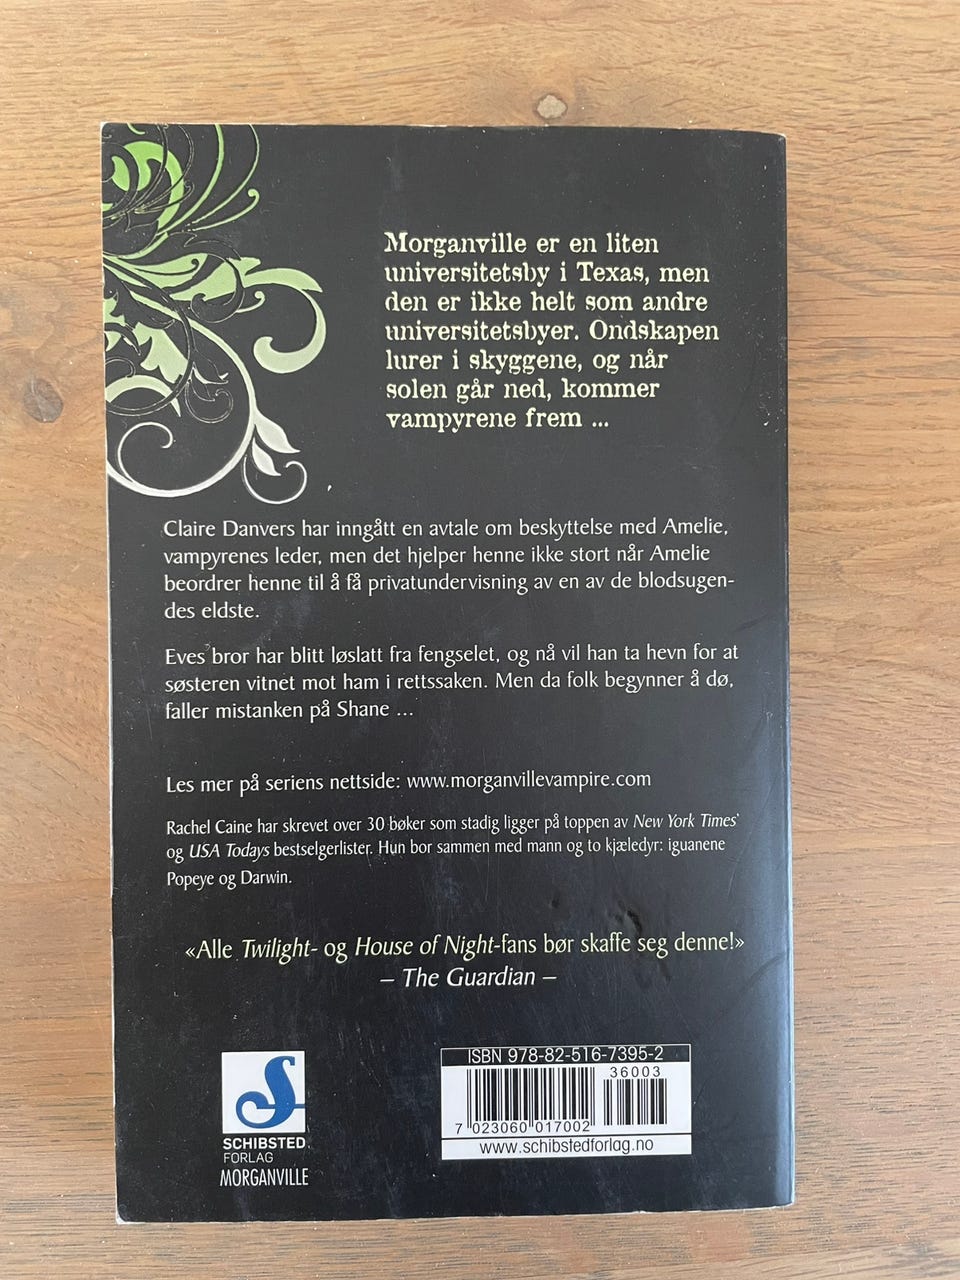 Morganville er en liten
universitetsby i Texas, men
den er ikke helt som andre
universitetsbyer. Ondskapen
lurer i skyggene, og når
solen går ned, kommer
vampyrene frem ...
Claire Danvers har inngått en avtale om beskyttelse med Amelie,
vampyrenes leder, men det hjelper henne ikke stort når Amelie
beordrer henne til å få privatundervisning av en av de blodsugen-
des eldste.
Eves bror har blitt løslatt fra fengselet, og nå vil han ta hevn for at
søsteren vitnet mot ham i rettssaken. Men da folk begynner å dø,
faller mistanken på Shane ...
Les mer på seriens nettside: www.morganvillevampire.com
Rachel Caine har skrevet over 30 bøker som stadig ligger på toppen av New York Times'
og USA Todays bestselgerlister. Hun bor sammen med mann og to kjæledyr: iguanene
Popeye og Darwin.
«Alle Twilight- og House of Night-fans bør skaffe seg denne!»
– The Guardian –
ISBN 978-82-516-7395-2
36003
7 023060 017002
www.schibstedforlag.no
S
SCHIBSTED
FORLAG
MORGANVILLE